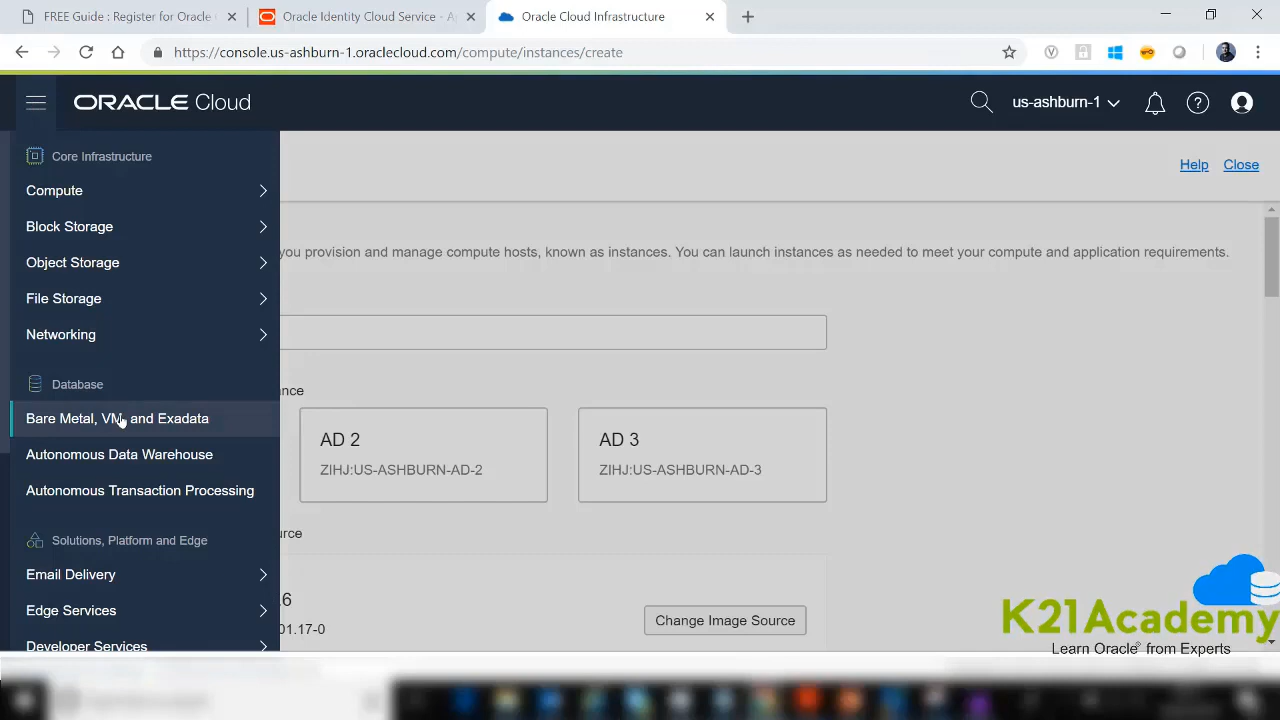 FREE Guide : Register for Oracle
Oracle Identity Cloud Service - Ap
Oracle Cloud Infrastructure
https://console.us-ashburn-1.oraclecloud.com/compute/instances/create
ORACLE Cloud
us-ashburn-1
Core Infrastructure
Compute
Block Storage
Object Storage
File Storage
Networking
Database
Bare Metal, VM, and Exadata
Autonomous Data Warehouse
Autonomous Transaction Processing
Solutions, Platform and Edge
Email Delivery
Edge Services
Developer Services
Help Close
you provision and manage compute hosts, known as instances. You can launch instances as needed to meet your compute and application requirements.
ance
AD 2
ZIHJ:US-ASHBURN-AD-2
AD 3
ZIHJ:US-ASHBURN-AD-3
urce
.6
01.17-0
Change Image Source
K21Academy
Learn Oracle® from Experts